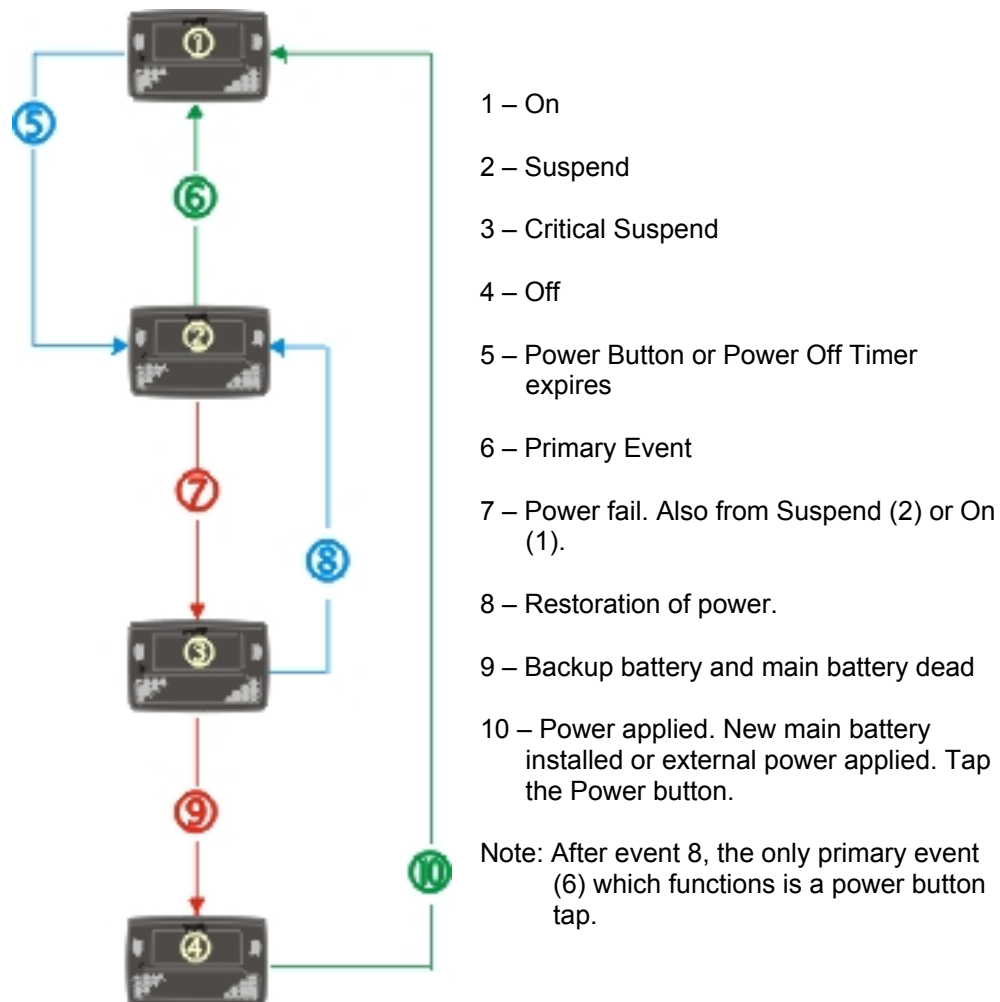 1
5
6
2
7
8
3
9
10
4
1 – On
2 – Suspend
3 – Critical Suspend
4 – Off
5 – Power Button or Power Off Timer
expires
6 – Primary Event
7 – Power fail. Also from Suspend (2) or On
(1).
8 – Restoration of power.
9 – Backup battery and main battery dead
10 – Power applied. New main battery
installed or external power applied. Tap
the Power button.
Note: After event 8, the only primary event
(6) which functions is a power button
tap.